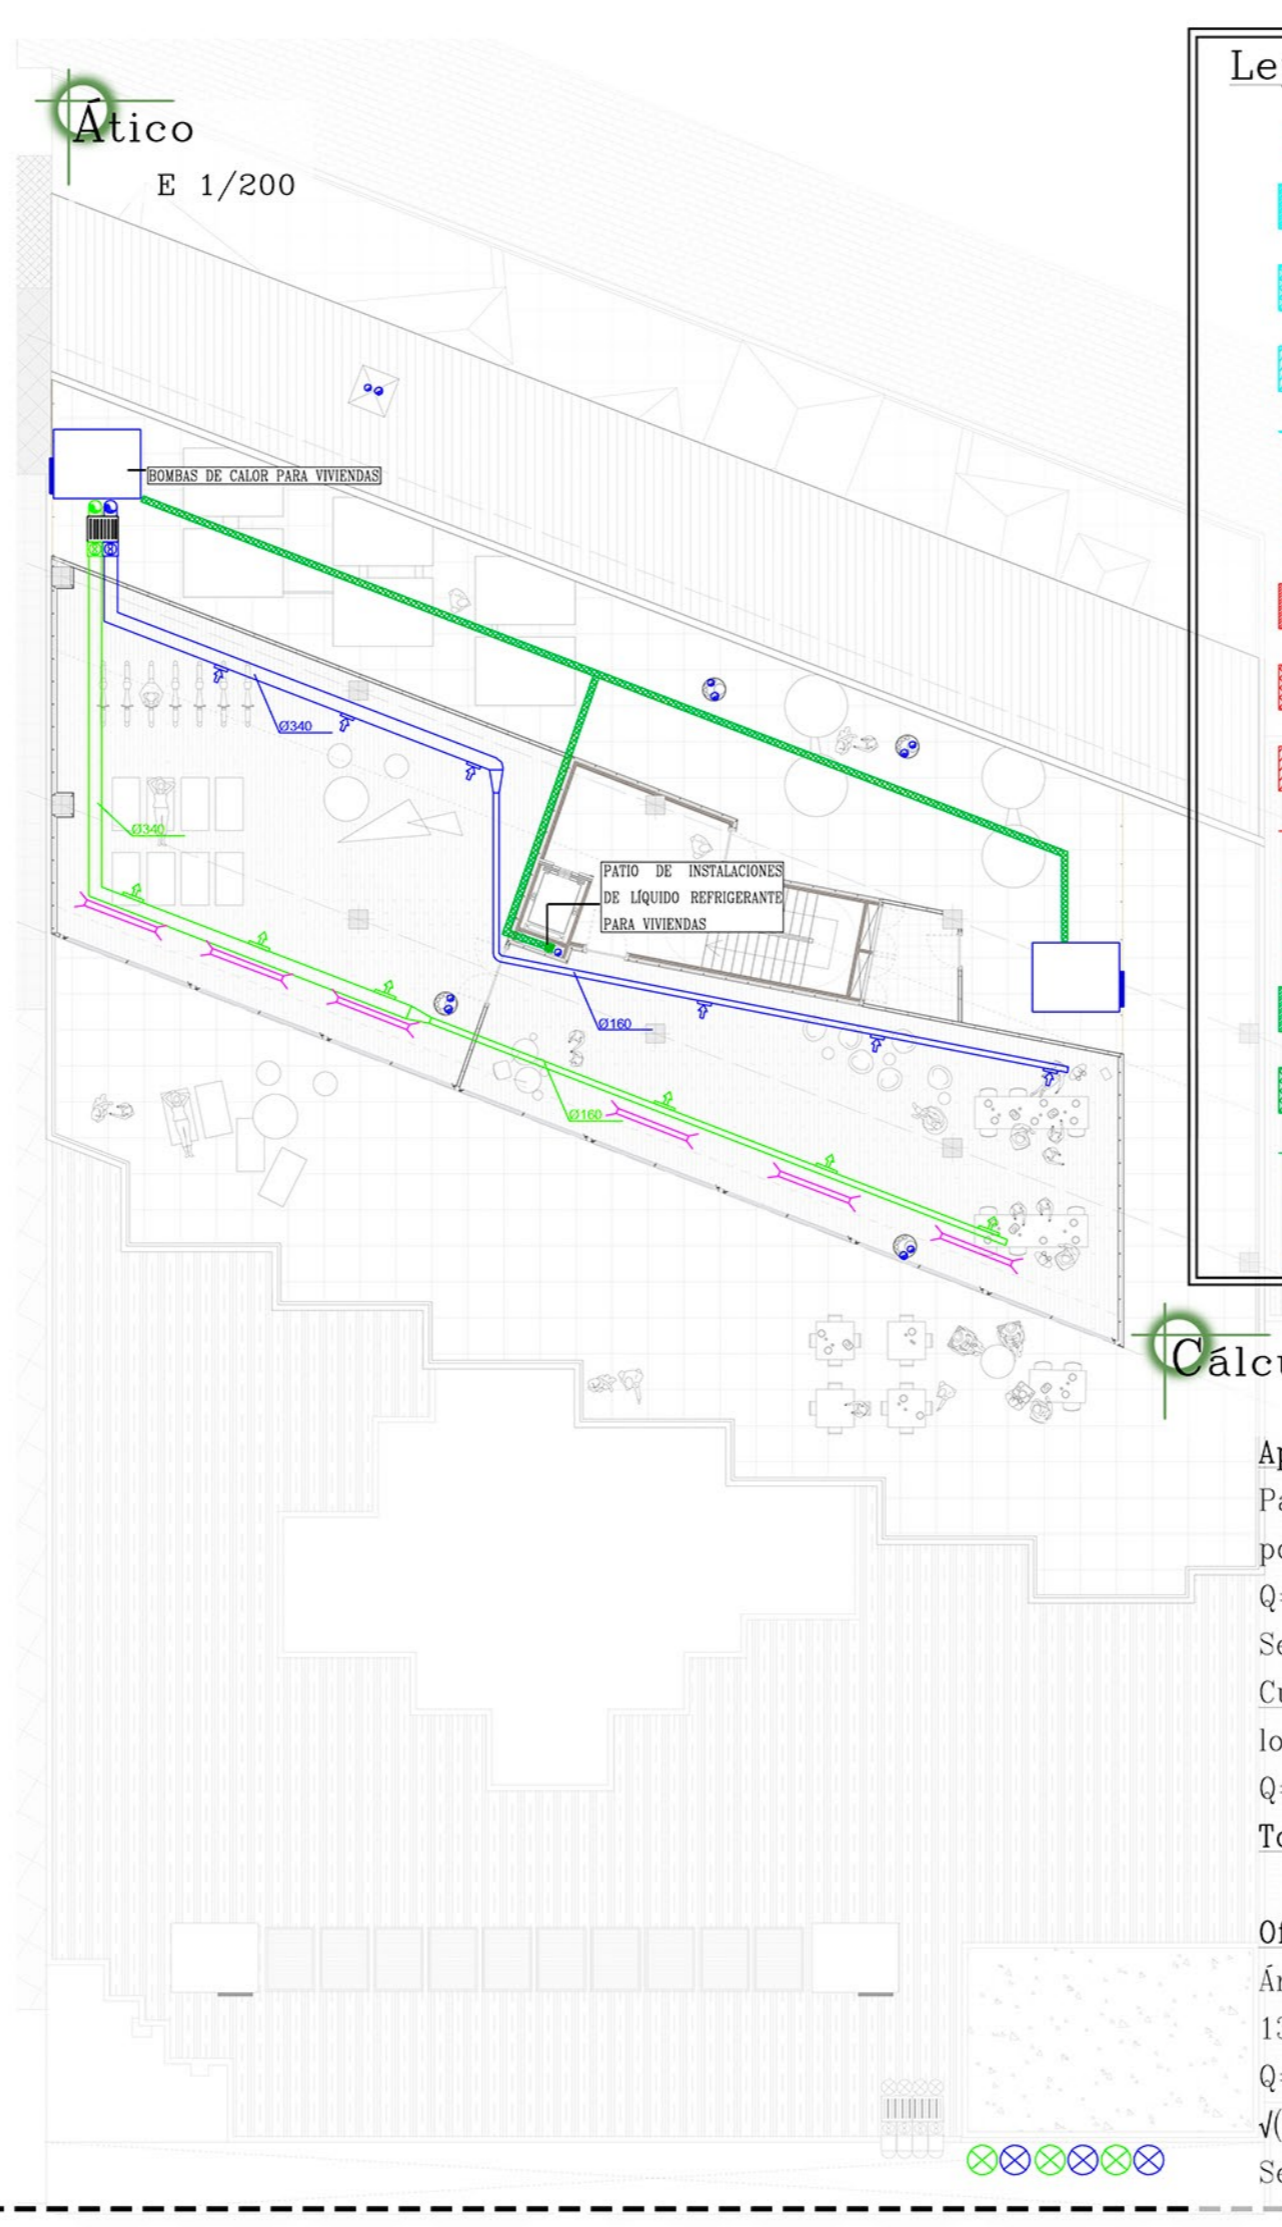 Ático
E 1/200
BOMBAS DE CALOR PARA VIVIENDAS
Ø340
Ø340
PATIO DE INSTALACIONES
DE LÍQUIDO REFRIGERANTE
PARA VIVIENDAS
Ø160
Ø160
Le
Cálcu
Ap
Pa
po
Q=
Se
Cu
lo
Q=
To
Of
Ár
13
Q=
√(
Se